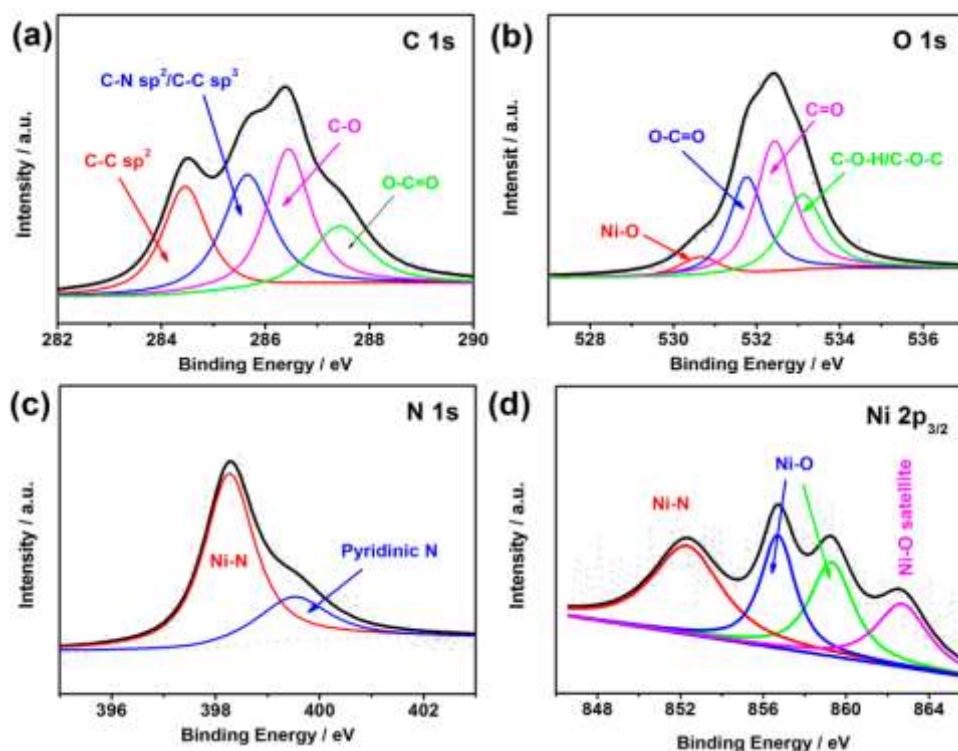 (a)
C 1s
C-N sp²/C-C sp³
C-O
C-C sp²
O-C=O
Intensity / a.u.
282 284 286 288 290
Binding Energy / eV
(b)
O 1s
C=O
O-C=O
C-O-H/C-O-C
Ni-O
Intensit / a.u.
528 530 532 534 536
Binding Energy / eV
(c)
N 1s
Ni-N
Pyridinic N
Intensity / a.u.
396 398 400 402
Binding Energy / eV
(d)
Ni 2p₃/₂
Ni-O
Ni-N
Ni-O satellite
Intensity / a.u.
848 852 856 860 864
Binding Energy / eV